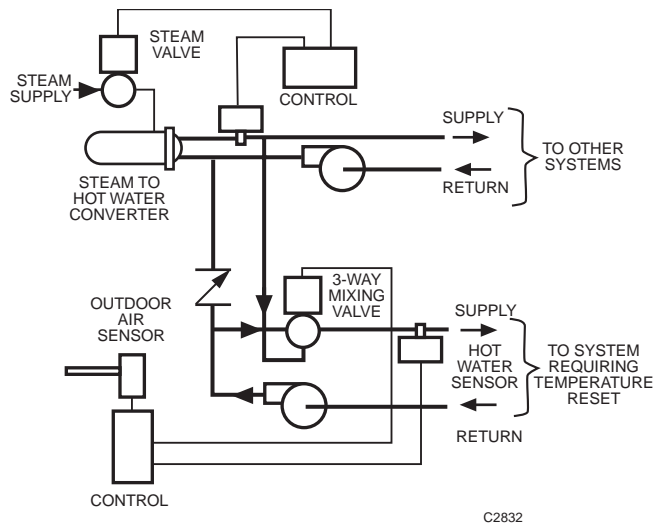 STEAM
VALVE
STEAM
SUPPLY
CONTROL
SUPPLY
TO OTHER
SYSTEMS
RETURN
STEAM TO
HOT WATER
CONVERTER
3-WAY
MIXING
VALVE
OUTDOOR
AIR
SENSOR
SUPPLY
HOT
WATER
SENSOR
TO SYSTEM
REQUIRING
TEMPERATURE
RESET
RETURN
CONTROL
C2832